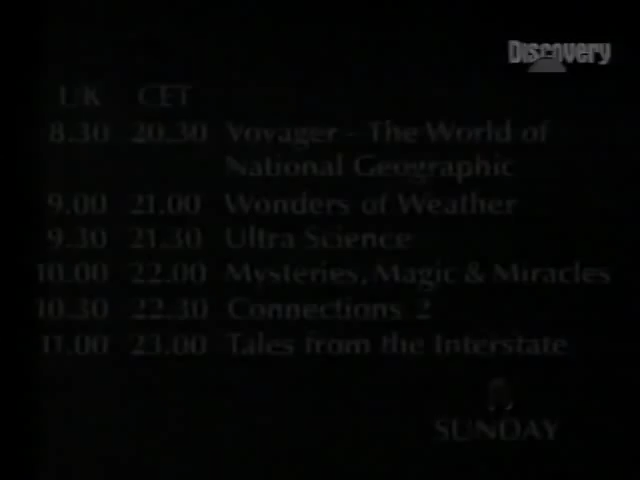 Discovery
UK CET
8.30 20.30 Voyager - The World of
National Geographic
9.00 21.00 Wonders of Weather
9.30 21.30 Ultra Science
10.00 22.00 Mysteries, Magic & Miracles
10.30 22.30 Connections 2
11.00 23.00 Tales from the Interstate
SUNDAY